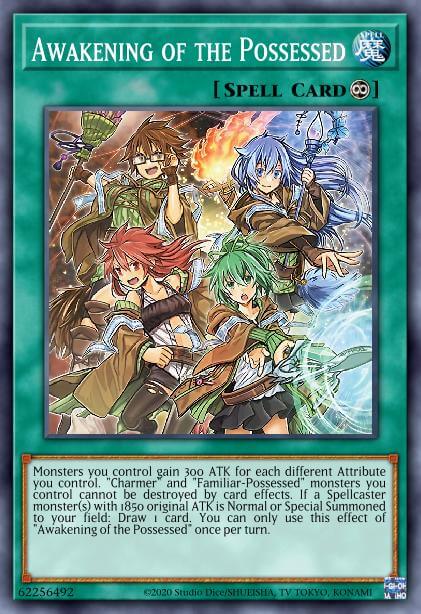 AWAKENING OF THE POSSESSED
SPELL
魔
[SPELL CARD]
Monsters you control gain 300 ATK for each different Attribute
you control. "Charmer" and "Familiar-Possessed" monsters you
control cannot be destroyed by card effects. If a Spellcaster
monster(s) with 1850 original ATK is Normal or Special Summoned
to your field: Draw 1 card. You can only use this effect of
"Awakening of the Possessed" once per turn.
62256492
©2020 Studio Dice/SHUEISHA, TV TOKYO, KONAMI